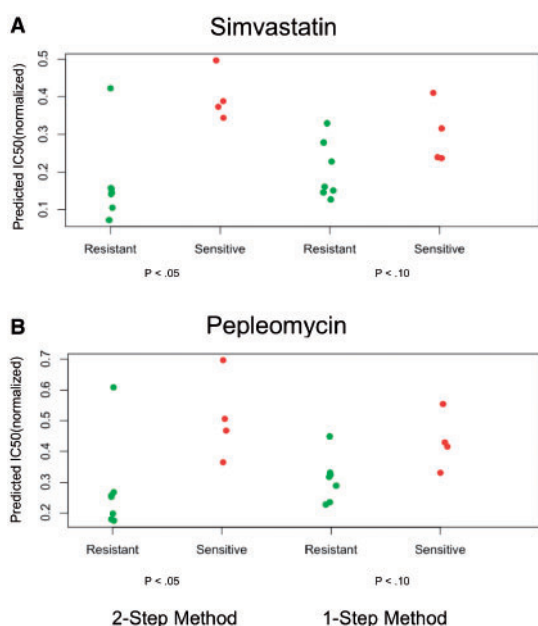 A
Simvastatin
Predicted IC50(normalized)
0.5
0.4
0.3
0.2
0.1
Resistant Sensitive Resistant Sensitive
P < .05 P < .10
B
Pepleomycin
Predicted IC50(normalized)
0.7
0.6
0.5
0.4
0.3
0.2
Resistant Sensitive Resistant Sensitive
P < .05 P < .10
2-Step Method 1-Step Method